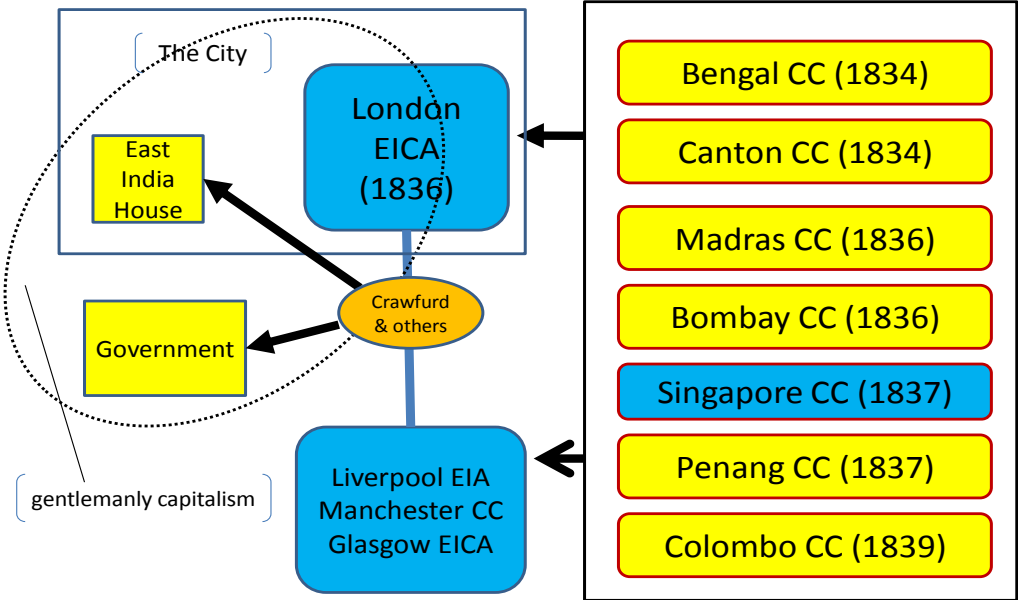 The City
London
EICA
(1836)
East
India
House
Crawfurd
& others
Government
gentlemanly capitalism
Liverpool EIA
Manchester CC
Glasgow EICA
Bengal CC (1834)
Canton CC (1834)
Madras CC (1836)
Bombay CC (1836)
Singapore CC (1837)
Penang CC (1837)
Colombo CC (1839)